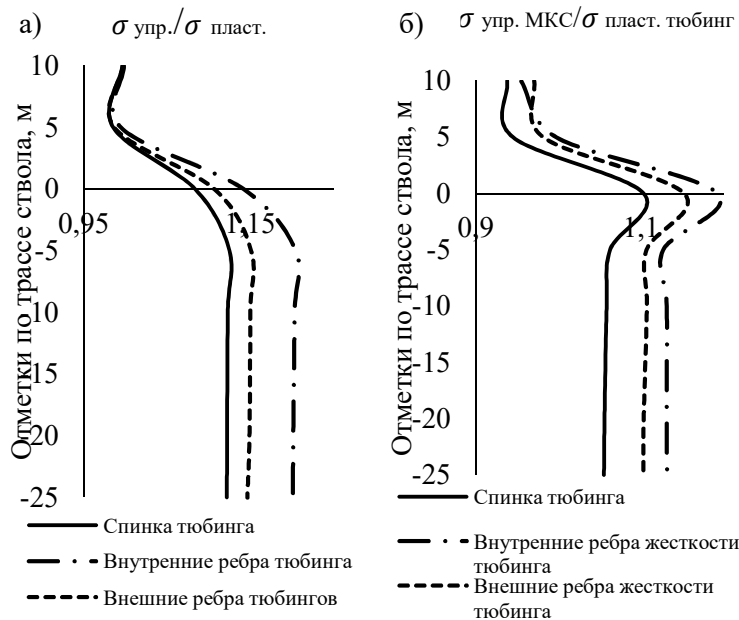 а) σ упр./σ пласт.
Отметки по трассе ствола, м
10
5
0
0,95
1,15
-5
-10
-15
-20
-25
Спинка тюбинга
Внутренние ребра тюбинга
Внешние ребра тюбингов
б) σ упр. МКС/σ пласт. тюбинг
Отметки по трассе ствола, м
10
5
0
0,9
1,1
-5
-10
-15
-20
-25
Спинка тюбинга
Внутренние ребра жесткости
тюбинга
Внешние ребра жесткости
тюбинга